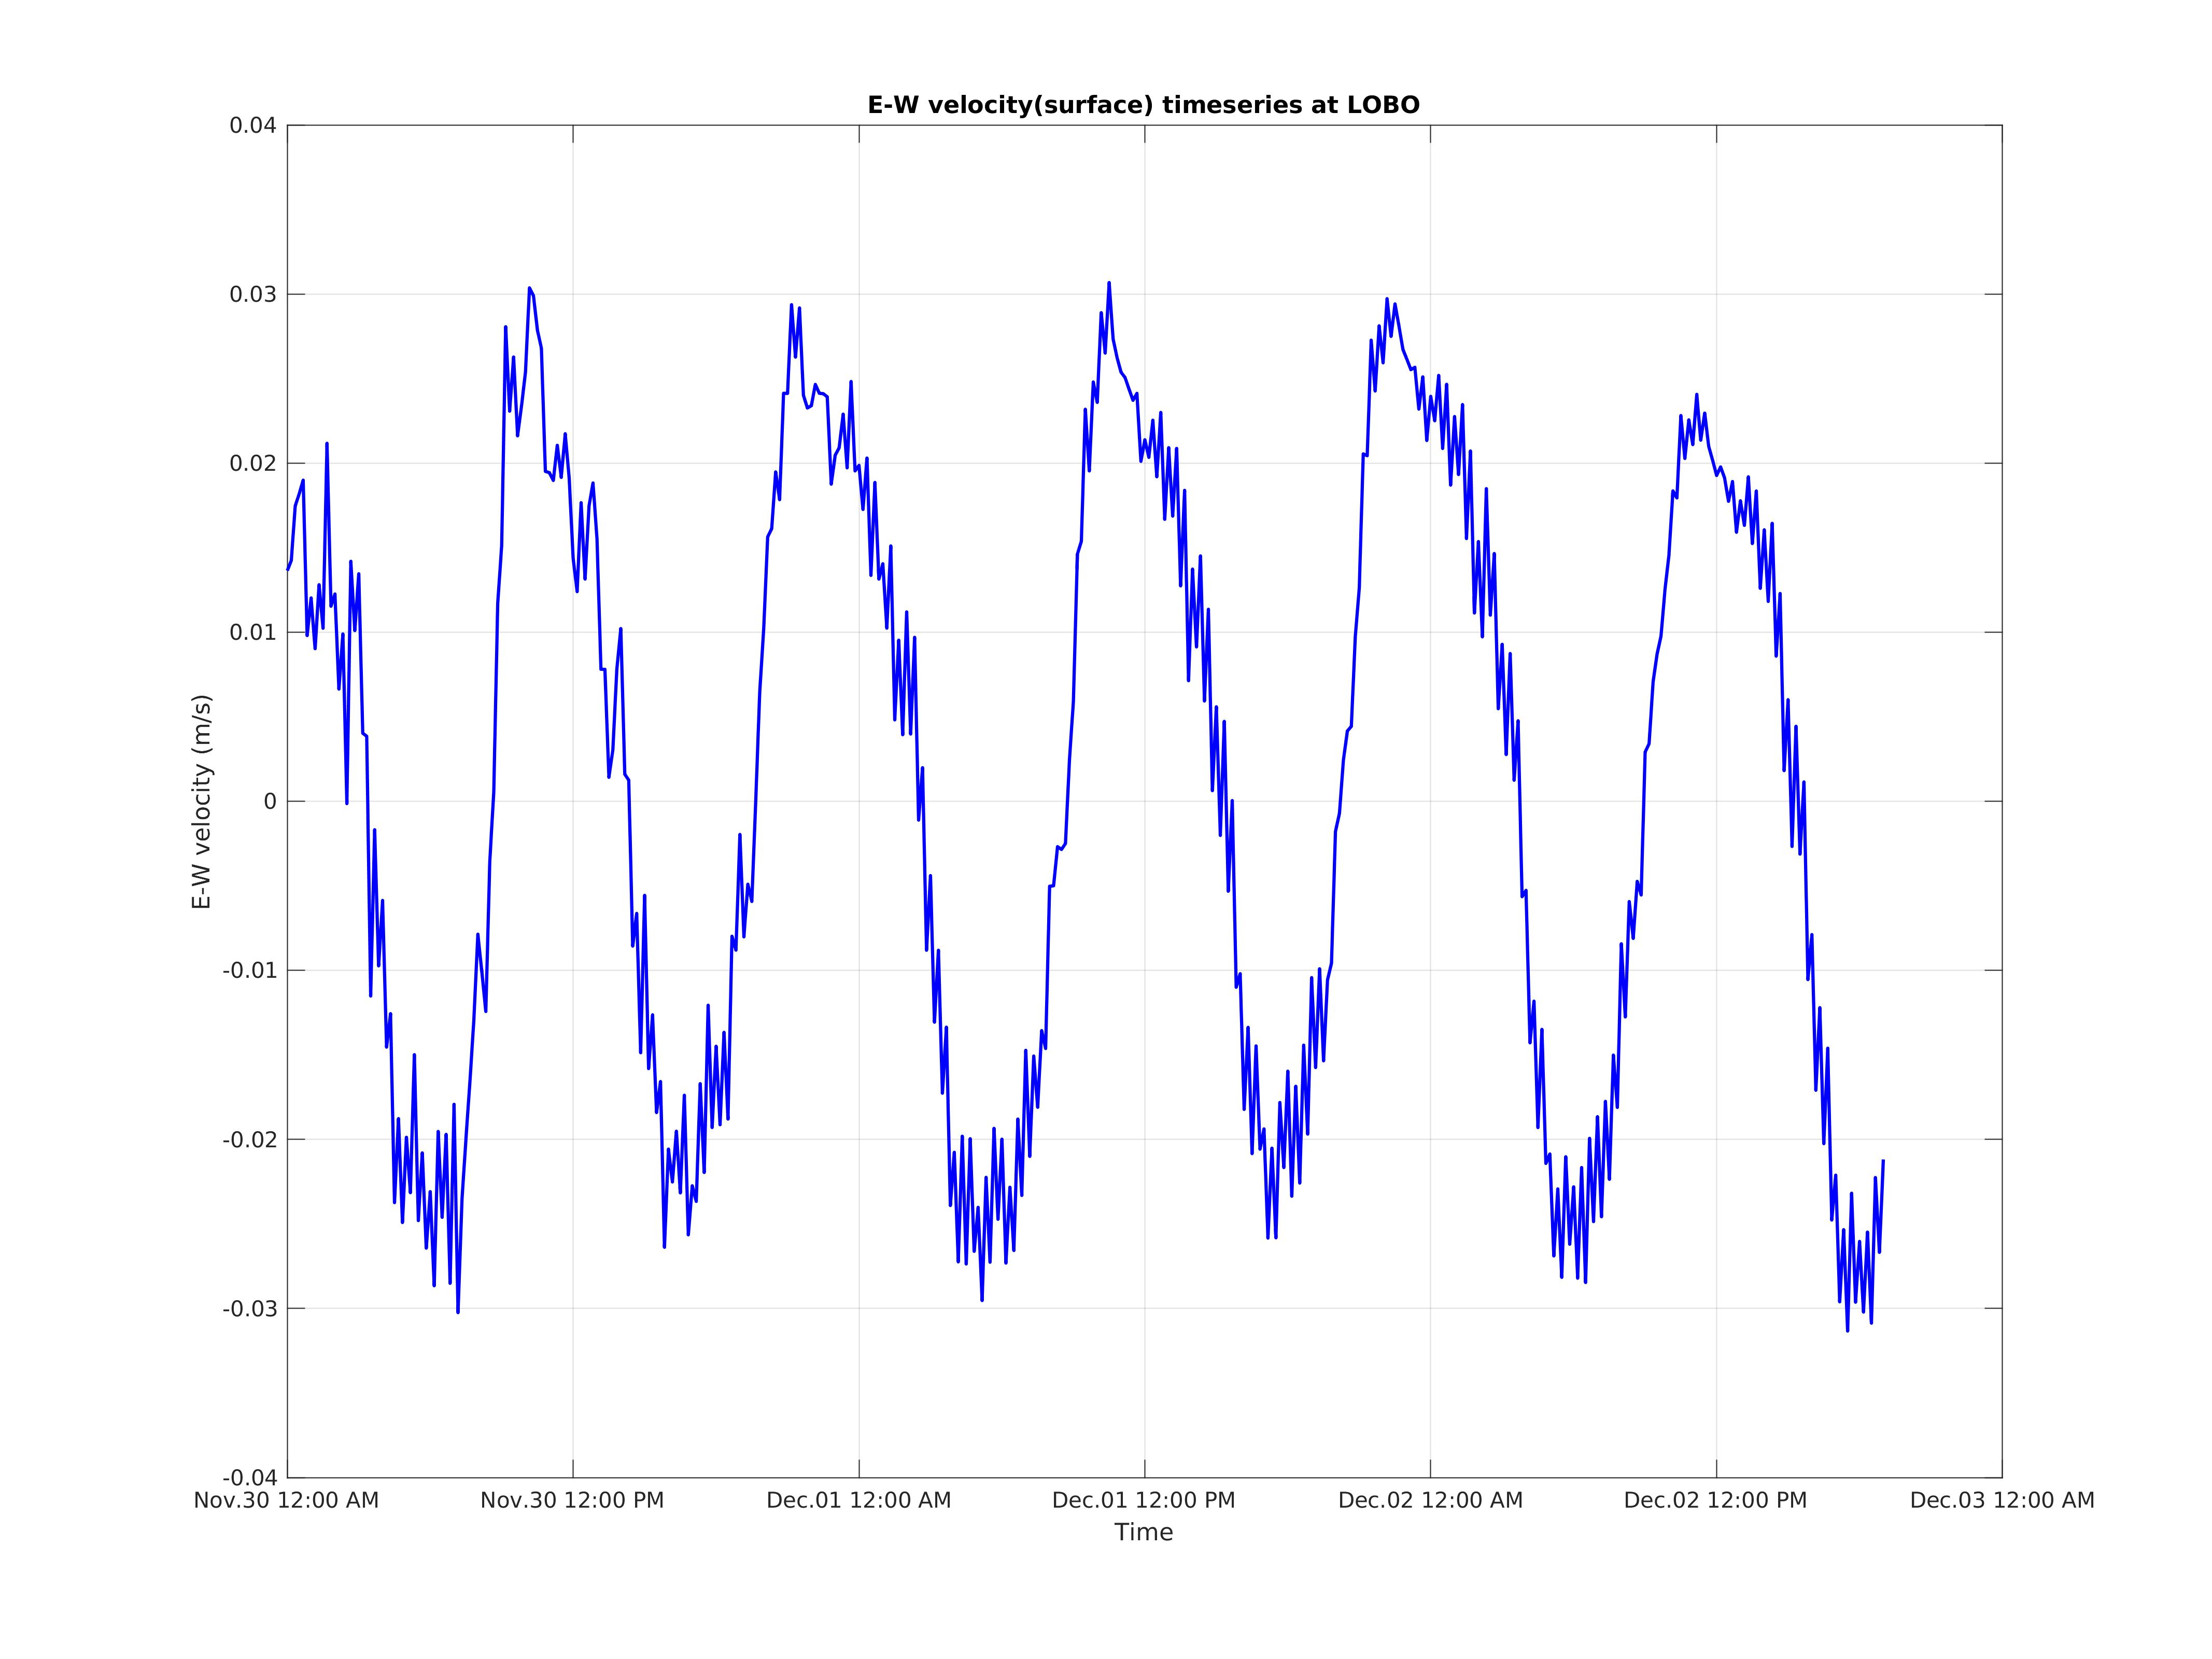 E-W velocity(surface) timeseries at LOBO
0.04
0.03
0.02
0.01
0
-0.01
-0.02
-0.03
-0.04
E-W velocity (m/s)
Nov.30 12:00 AM Nov.30 12:00 PM Dec.01 12:00 AM Dec.01 12:00 PM Dec.02 12:00 AM Dec.02 12:00 PM Dec.03 12:00 AM
Time